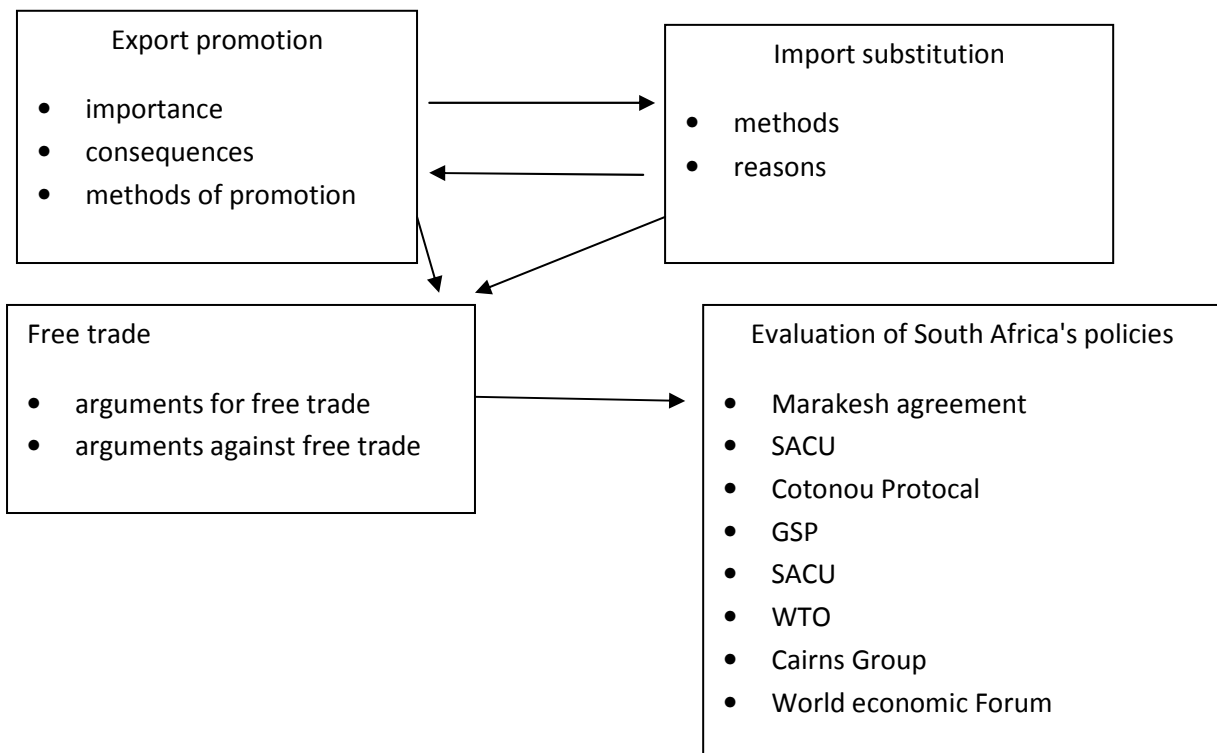 Export promotion
• importance
• consequences
• methods of promotion
Import substitution
• methods
• reasons
Free trade
• arguments for free trade
• arguments against free trade
Evaluation of South Africa's policies
• Marakesh agreement
• SACU
• Cotonou Protocal
• GSP
• SACU
• WTO
• Cairns Group
• World economic Forum